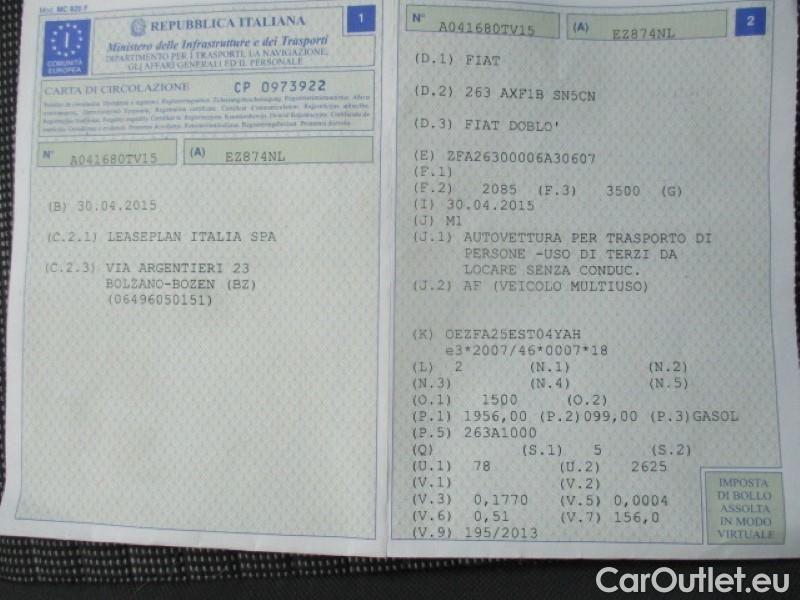 Mod. MC 820 F
REPUBBLICA ITALIANA
1
COMUNITÀ
EUROPEA
Ministero delle Infrastrutture e dei Trasporti
DIPARTIMENTO PER I TRASPORTI, LA NAVIGAZIONE,
GLI AFFARI GENERALI ED IL PERSONALE
CARTA DI CIRCOLAZIONE CP 0973922
N° A041680TV15 (A) EZ874NL
(B) 30.04.2015
(C.2.1) LEASEPLAN ITALIA SPA
(C.2.3) VIA ARGENTIERI 23
BOLZANO-BOZEN (BZ)
(06496050151)
N° A041680TV15 (A) EZ874NL 2
(D.1) FIAT
(D.2) 263 AXF1B SN5CN
(D.3) FIAT DOBLO'
(E) ZFA26300006A30607
(F.1)
(F.2) 2085 (F.3) 3500 (G)
(I) 30.04.2015
(J) M1
(J.1) AUTOVETTURA PER TRASPORTO DI
PERSONE -USO DI TERZI DA
LOCARE SENZA CONDUC.
(J.2) AF (VEICOLO MULTIUSO)
(K) OEZFA25EST04YAH
e3*2007/46*0007*18
(L) 2 (N.1) (N.2)
(N.3) (N.4) (N.5)
(O.1) 1500 (O.2)
(P.1) 1956,00 (P.2)099,00 (P.3)GASOL
(P.5) 263A1000
(Q) (S.1) 5 (S.2)
(U.1) 78 (U.2) 2625
(V.1) (V.2)
(V.3) 0,1770 (V.5) 0,0004
(V.6) 0,51 (V.7) 156,0
(V.9) 195/2013
IMPOSTA
DI BOLLO
ASSOLTA
IN MODO
VIRTUALE
CarOutlet.eu